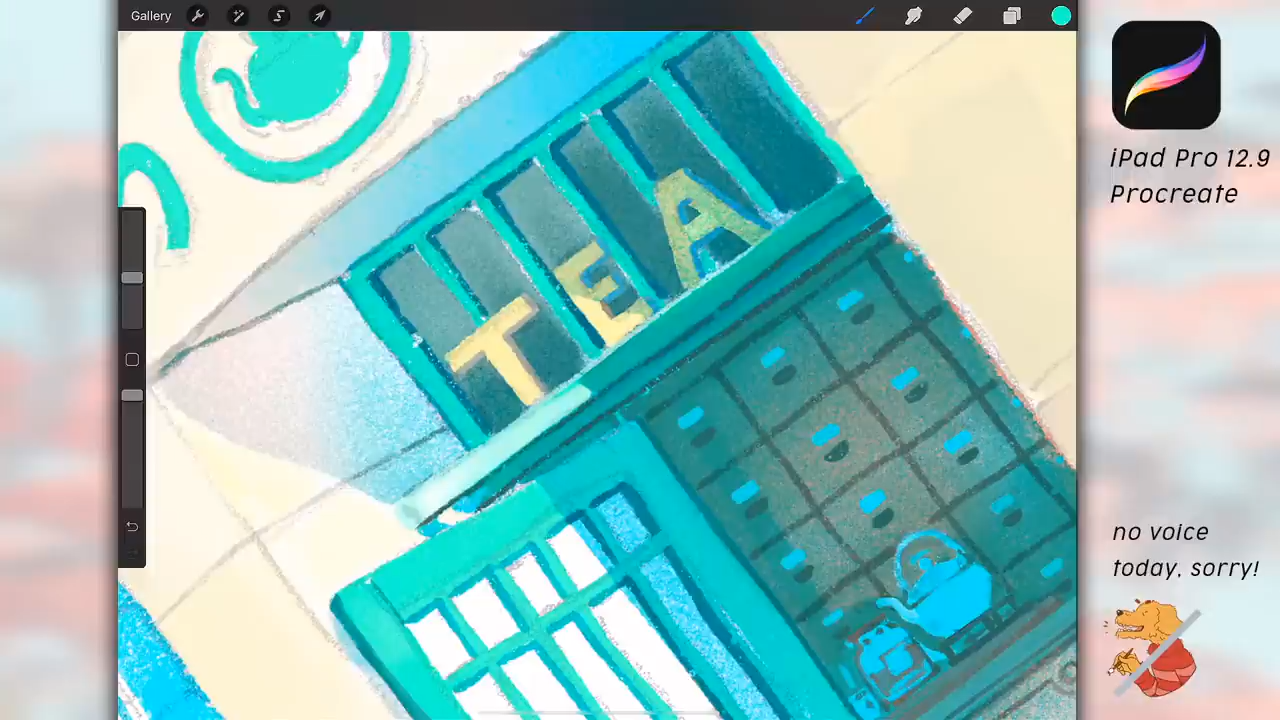 Gallery
iPad Pro 12.9
Procreate
TEA
no voice
today, sorry!